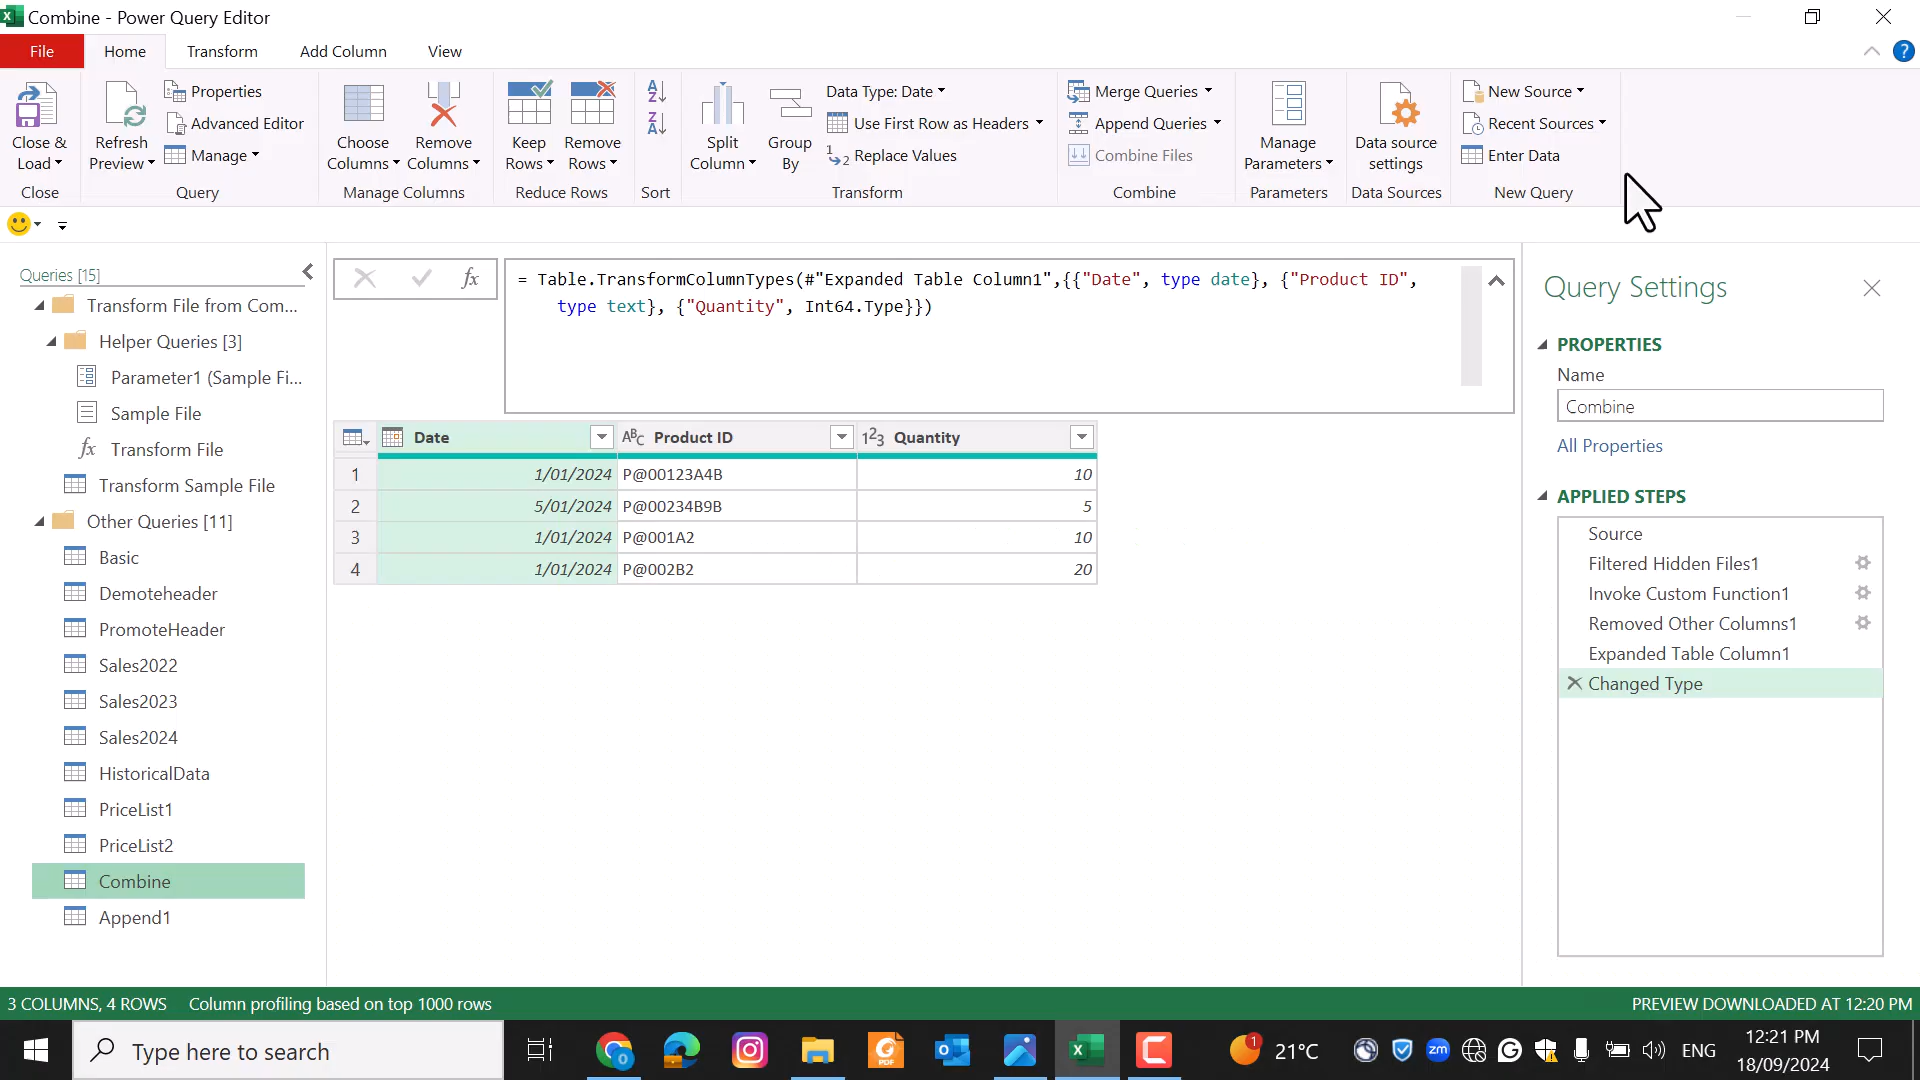 Combine - Power Query Editor
File
Home
Transform
Add Column
View
Close &
Load
Close
Refresh
Preview
Properties
Advanced Editor
Manage
Query
Choose
Columns
Remove
Columns
Manage Columns
Keep
Rows
Remove
Rows
Reduce Rows
Sort
Split
Column
Group
By
Data Type: Date
Use First Row as Headers
Replace Values
Transform
Merge Queries
Append Queries
Combine Files
Combine
Manage
Parameters
Parameters
Data source
settings
Data Sources
New Source
Recent Sources
Enter Data
New Query
Queries [15]
Transform File from Com...
Helper Queries [3]
Parameter1 (Sample Fi...
Sample File
fx Transform File
Transform Sample File
Other Queries [11]
Basic
Demoteheader
PromoteHeader
Sales2022
Sales2023
Sales2024
HistoricalData
PriceList1
PriceList2
Combine
Append1
fx
= Table.TransformColumnTypes(#"Expanded Table Column1",{{"Date", type date}, {"Product ID",
type text}, {"Quantity", Int64.Type}})
Date ABC Product ID 123 Quantity
1 1/01/2024 P@00123A4B 10
2 5/01/2024 P@00234B9B 5
3 1/01/2024 P@001A2 10
4 1/01/2024 P@002B2 20
Query Settings
PROPERTIES
Name
Combine
All Properties
APPLIED STEPS
Source
Filtered Hidden Files1
Invoke Custom Function1
Removed Other Columns1
Expanded Table Column1
Changed Type
3 COLUMNS, 4 ROWS
Column profiling based on top 1000 rows
PREVIEW DOWNLOADED AT 12:20 PM
Type here to search
1
21°C
zm
ENG
12:21 PM
18/09/2024